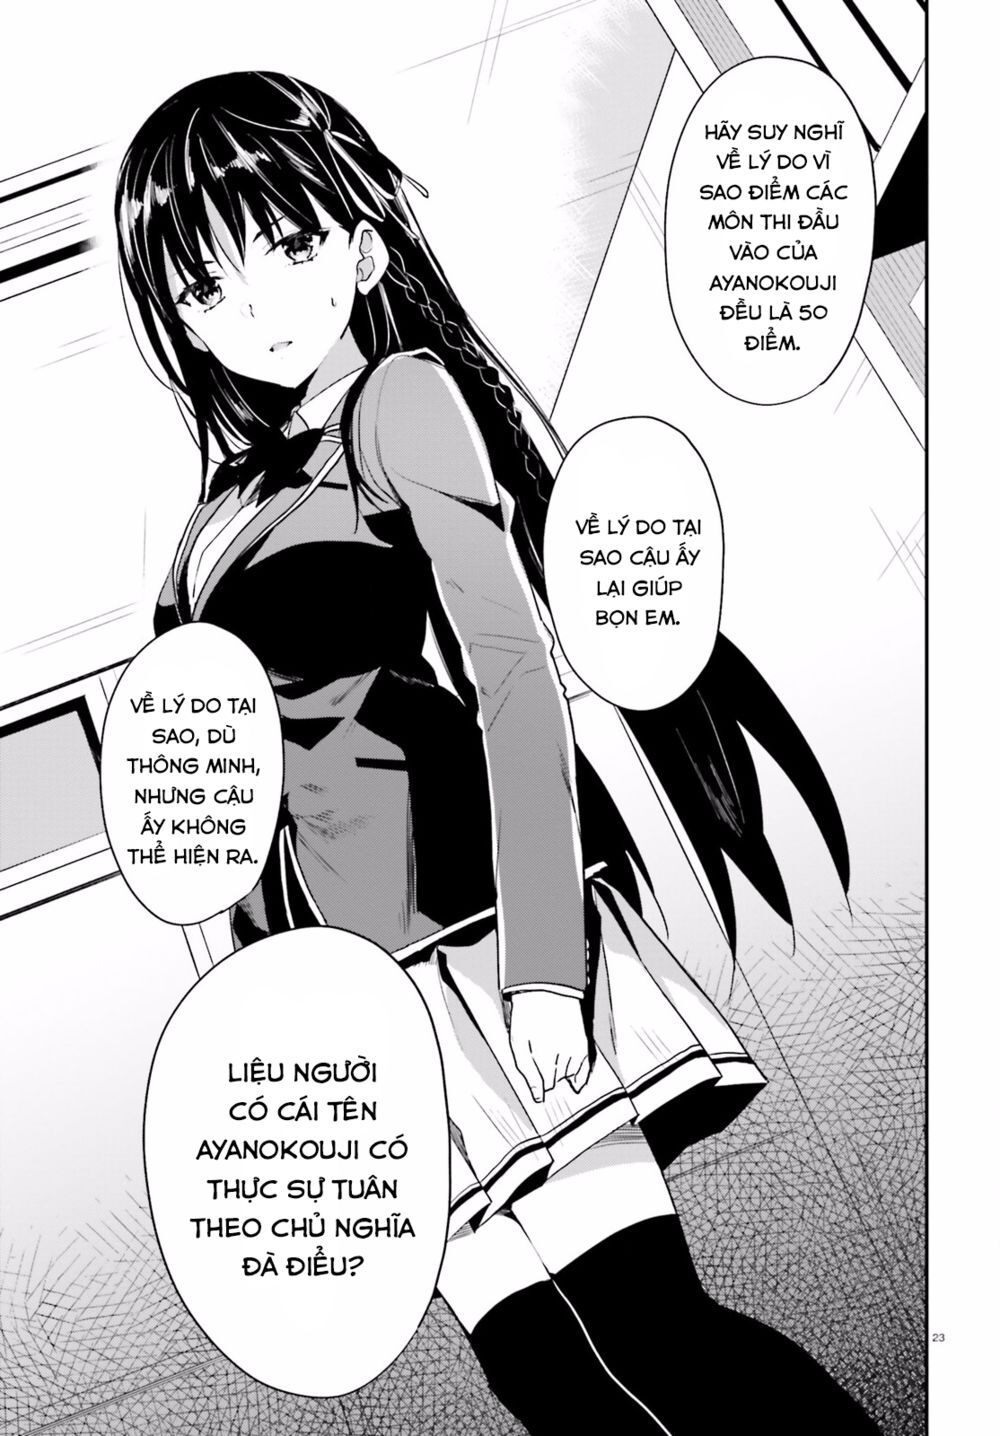 HÃY SUY NGHĨ
VỀ LÝ DO VÌ
SAO ĐIỂM CÁC
MÔN THI ĐẦU
VÀO CỦA
AYANOKOUJI
ĐỀU LÀ 50
ĐIỂM.
VỀ LÝ DO TẠI
SAO CẬU ẤY
LẠI GIÚP
BỌN EM.
VỀ LÝ DO TẠI
SAO, DÙ
THÔNG MINH,
NHƯNG CẬU
ẤY KHÔNG
THỂ HIỆN RA.
LIỆU NGƯỜI
CÓ CÁI TÊN
AYANOKOUJI CÓ
THỰC SỰ TUÂN
THEO CHỦ NGHĨA
ĐÀ ĐIỂU?
23